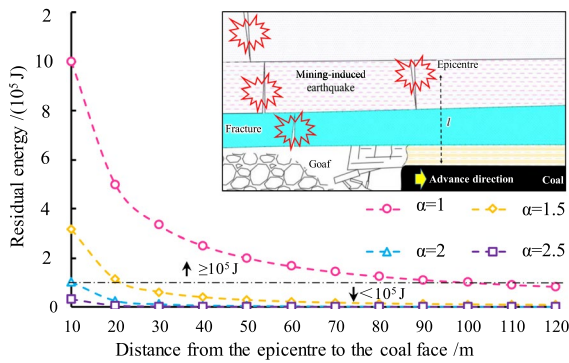 Residual energy /(10⁵ J)
2
10
8
6
4
2
0
Mining-induced
earthquake
Epicentre
Fracture
l
Goaf
Advance direction
Coal
α=1
α=1.5
α=2
α=2.5
≥10⁵ J
<10⁵ J
10 20 30 40 50 60 70 80 90 100 110 120
Distance from the epicentre to the coal face /m